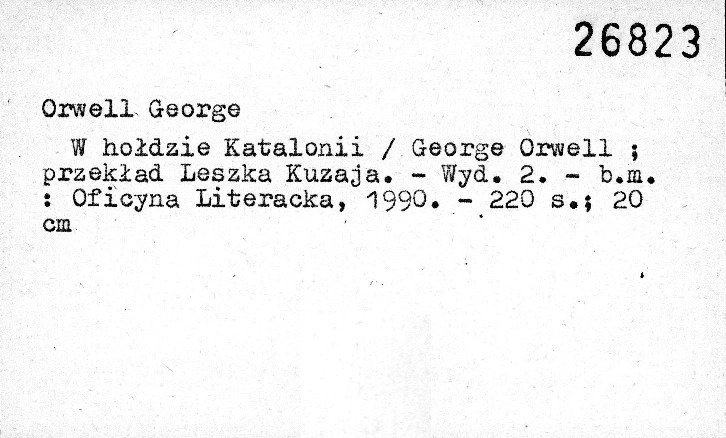 26823
Orwell George
W hołdzie Katalonii / George Orwell ;
przekład Leszka Kuzaja. - Wyd. 2. - b.m.
: Oficyna Literacka, 1990. - 220 s.; 20
cm